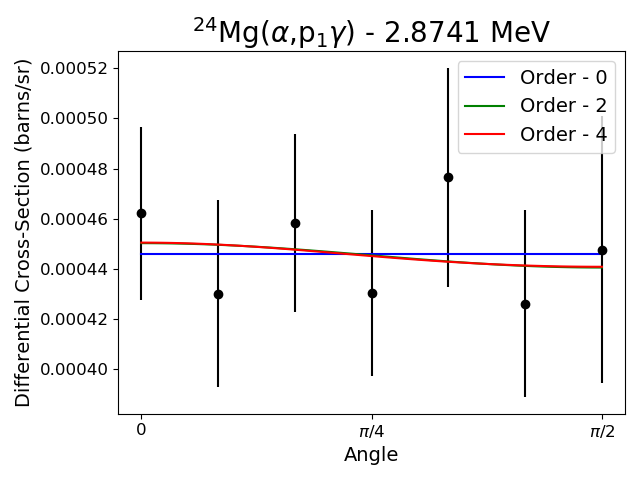 ²⁴Mg(α,p₁γ) - 2.8741 MeV
Order - 0
Order - 2
Order - 4
Differential Cross-Section (barns/sr)
0.00052
0.00050
0.00048
0.00046
0.00044
0.00042
0.00040
0 π/4 π/2
Angle